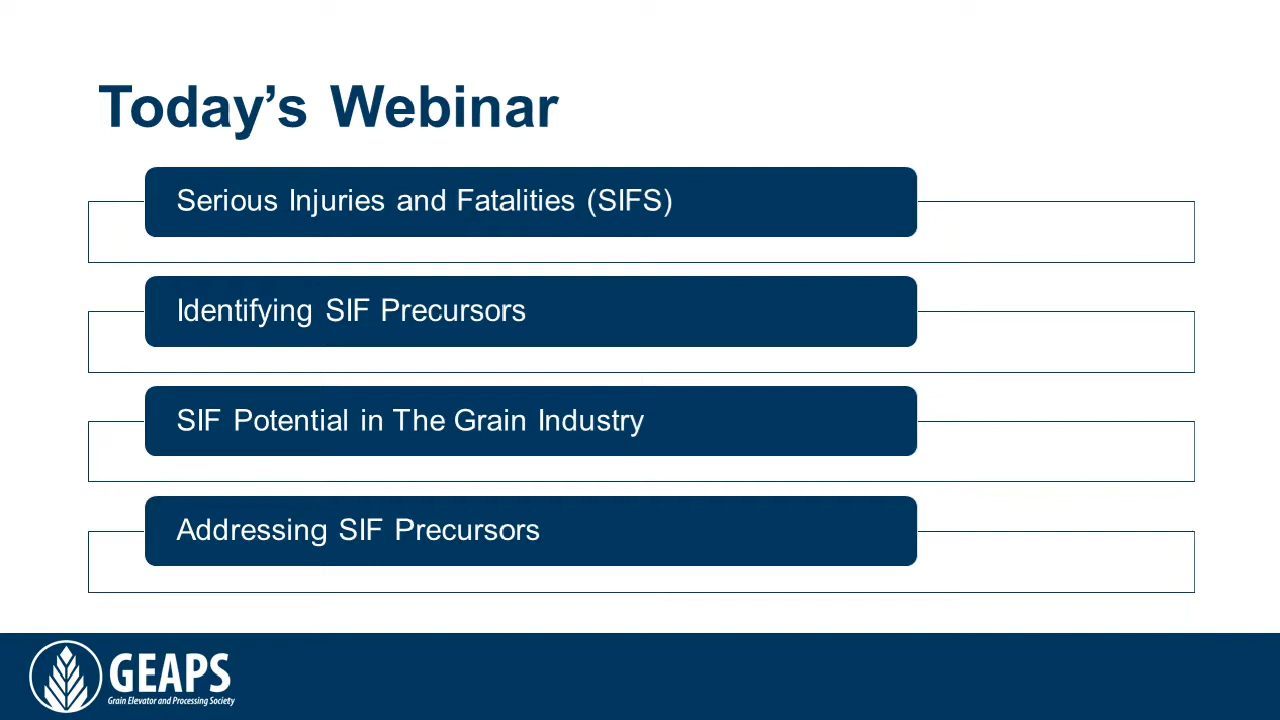 Today’s Webinar
Serious Injuries and Fatalities (SIFS)
Identifying SIF Precursors
SIF Potential in The Grain Industry
Addressing SIF Precursors
GEAPS
Grain Elevator and Processing Society